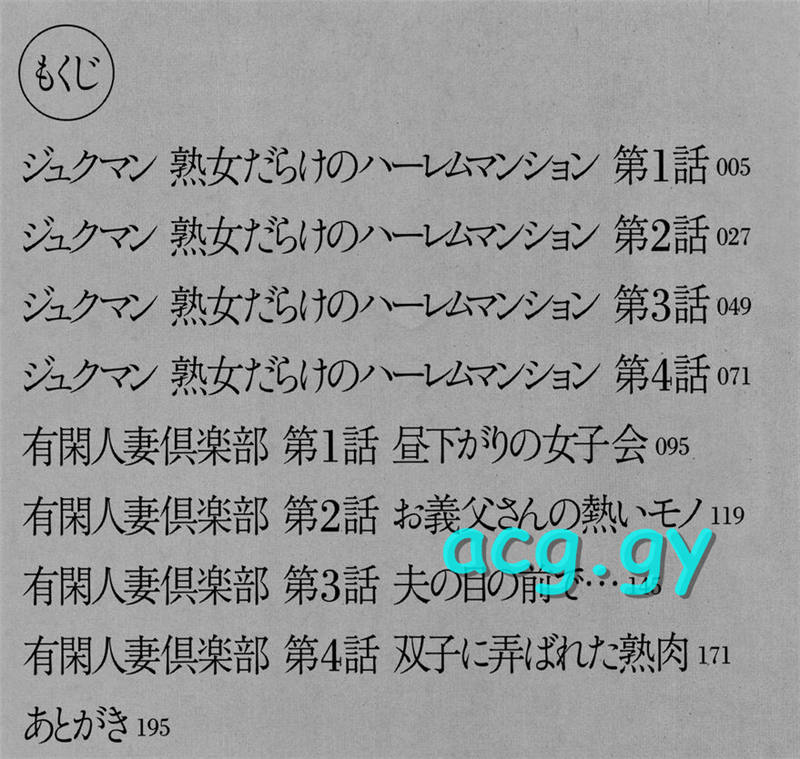 もくじ
ジュクマン 熟女だらけのハーレムマンション 第1話 005
ジュクマン 熟女だらけのハーレムマンション 第2話 027
ジュクマン 熟女だらけのハーレムマンション 第3話 049
ジュクマン 熟女だらけのハーレムマンション 第4話 071
有閑人妻倶楽部 第1話 昼下がりの女子会 095
有閑人妻倶楽部 第2話 お義父さんの熱いモノ 119
acg.gy
有閑人妻倶楽部 第3話 夫の目の前で… 145
有閑人妻倶楽部 第4話 双子に弄ばれた熟肉 171
あとがき 195